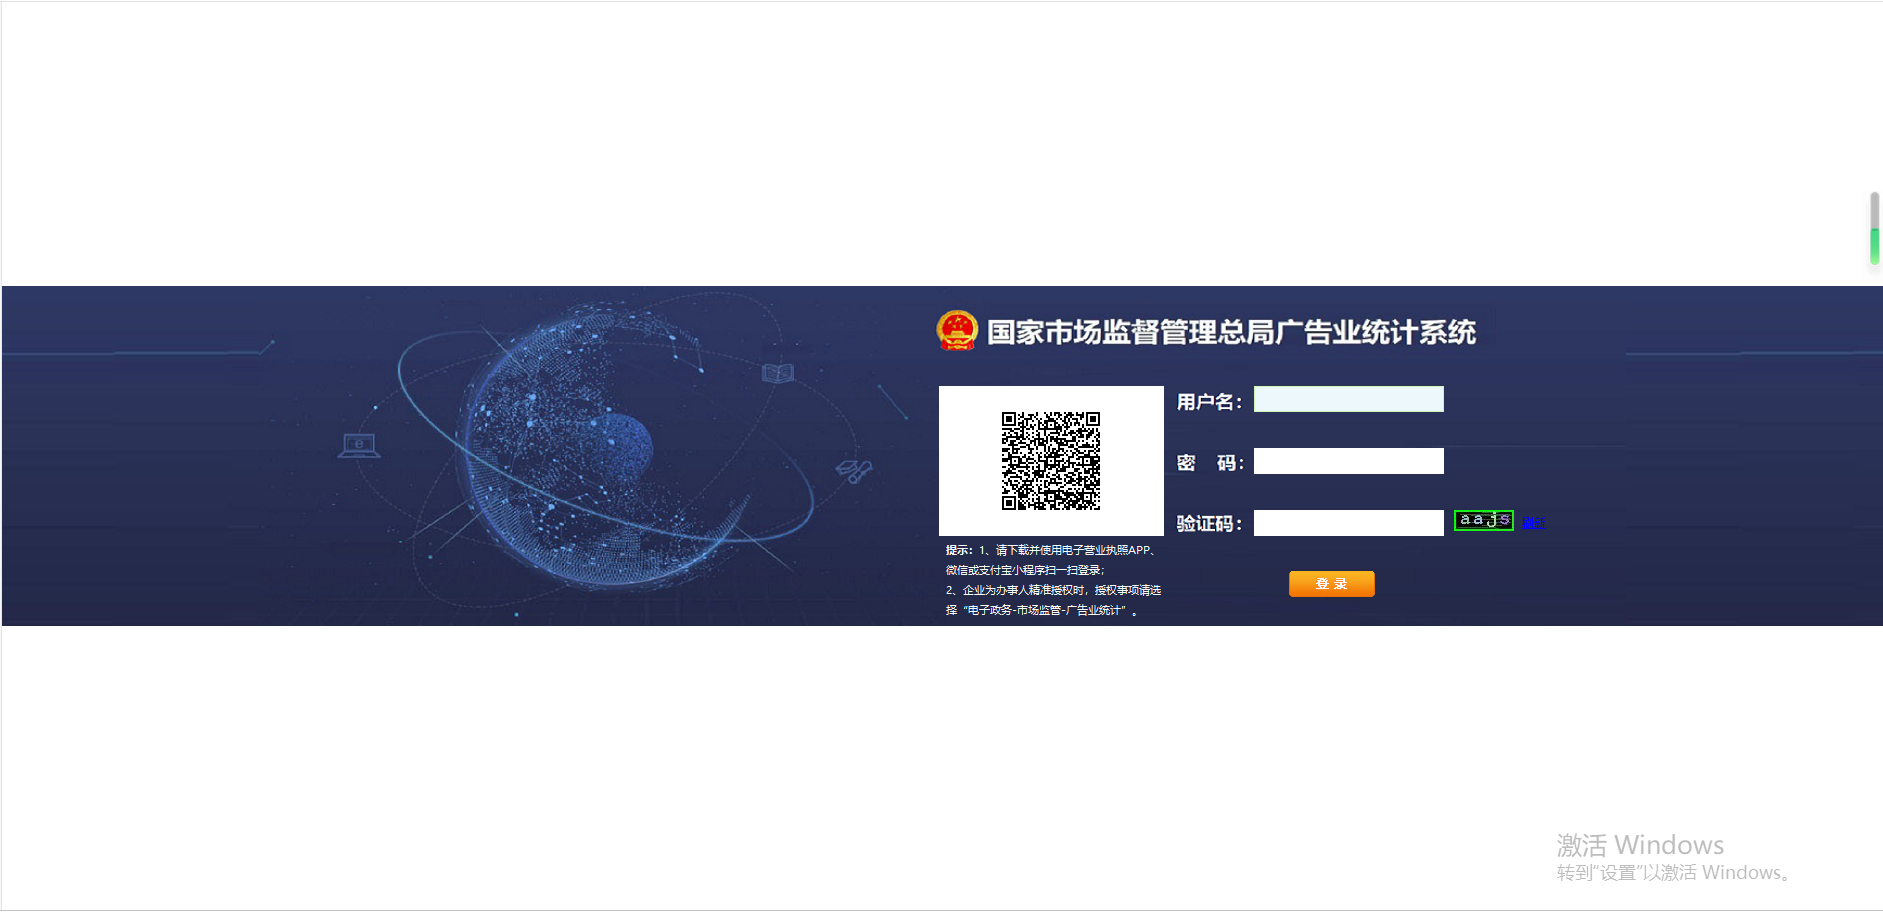 国家市场监督管理总局广告业统计系统
用户名：
密 码：
验证码：
aajs
刷新
提示：1、请下载并使用电子营业执照APP、
微信或支付宝小程序扫一扫登录；
2、企业为办事人精准授权时，授权事项请选
择“电子政务-市场监管-广告业统计”。
登 录
激活 Windows
转到“设置”以激活 Windows。